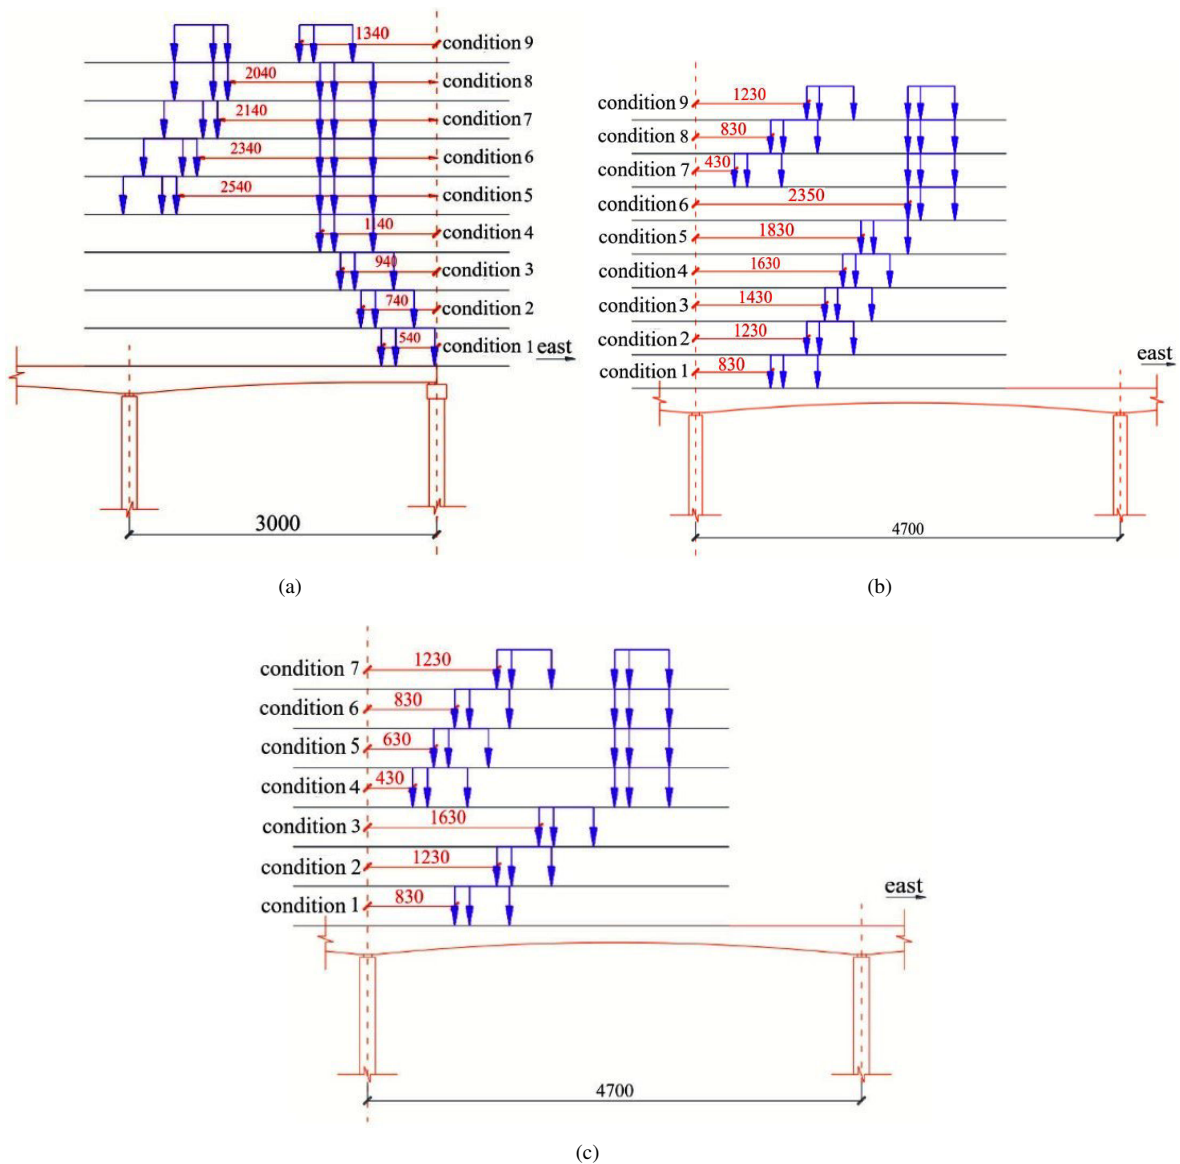 1340 condition 9
2040 condition 8
2140 condition 7
2340 condition 6
2540 condition 5
1140 condition 4
940 condition 3
740 condition 2
540 condition 1 east
3000
(a)
condition 9 1230
condition 8 830
condition 7 430
condition 6 2350
condition 5 1830
condition 4 1630
condition 3 1430
condition 2 1230
condition 1 830
east
4700
(b)
condition 7 1230
condition 6 830
condition 5 630
condition 4 430
condition 3 1630
condition 2 1230
condition 1 830
east
4700
(c)